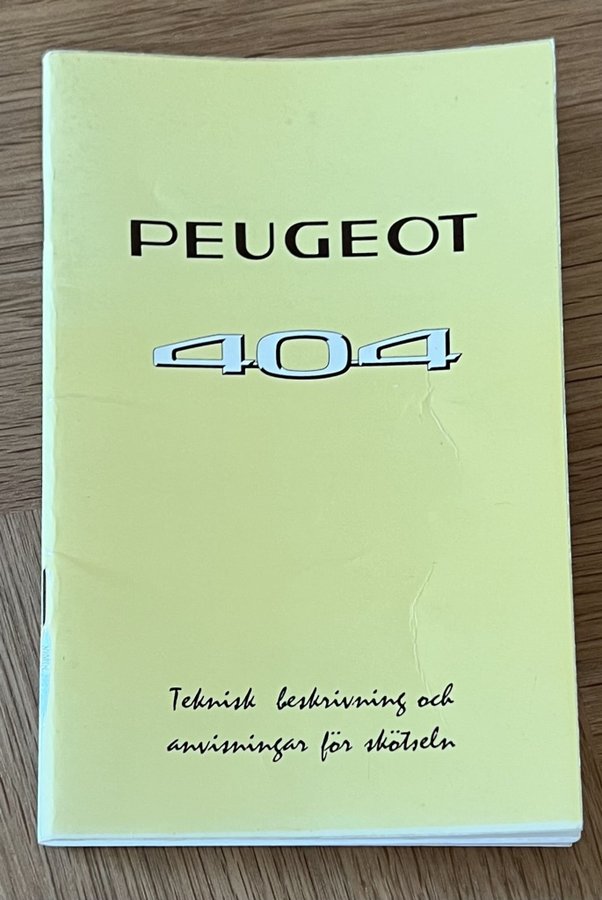 PEUGEOT
404
Teknisk beskrivning och
anvisningar för skötseln